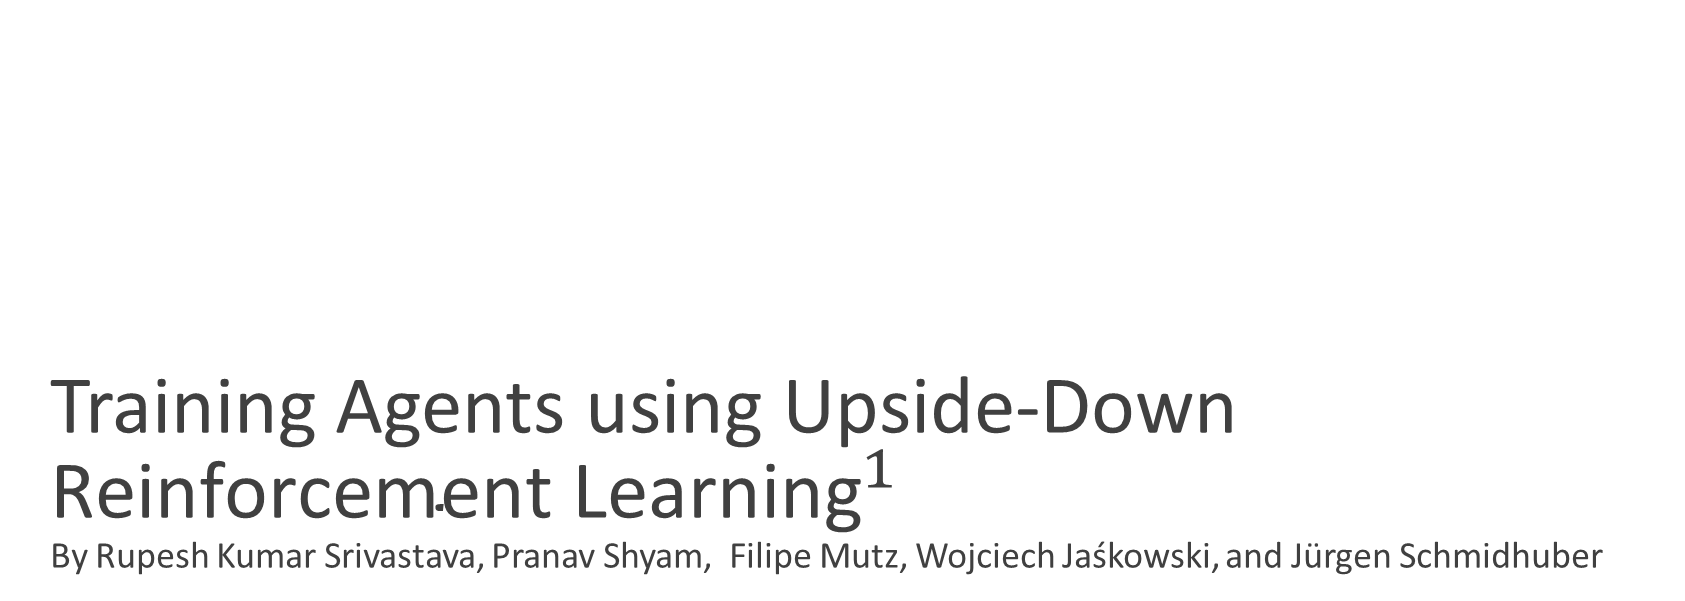 Training Agents using Upside-Down
Reinforcement Learning¹
By Rupesh Kumar Srivastava, Pranav Shyam, Filipe Mutz, Wojciech Jaśkowski, and Jürgen Schmidhuber